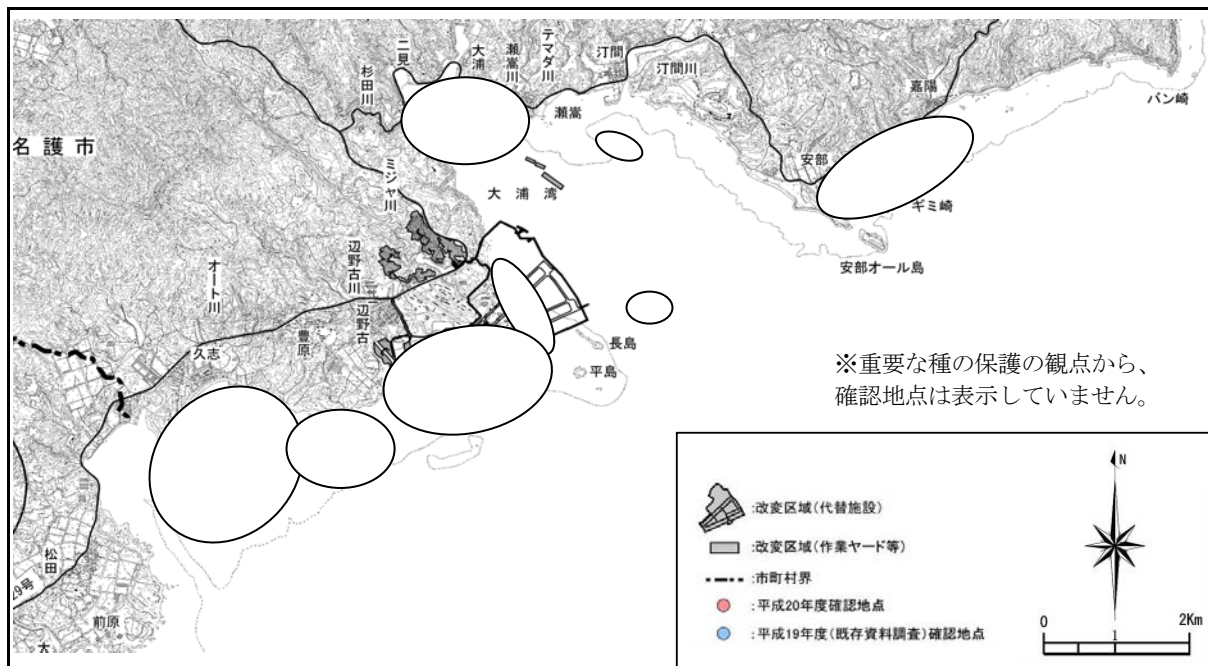 名護市
杉田川
二見
大浦
瀬嵩川
テマダ川
汀間
汀間川
瀬嵩
嘉陽
バン崎
安部
ギミ崎
安部オール島
大浦湾
ミジャ川
辺野古川
辺野古
オート川
豊原
久志
長島
平島
※重要な種の保護の観点から、
確認地点は表示していません。
松田
29号
前原
N
:改変区域(代替施設)
:改変区域(作業ヤード等)
:市町村界
:平成20年度確認地点
:平成19年度(既存資料調査)確認地点
0 1 2Km